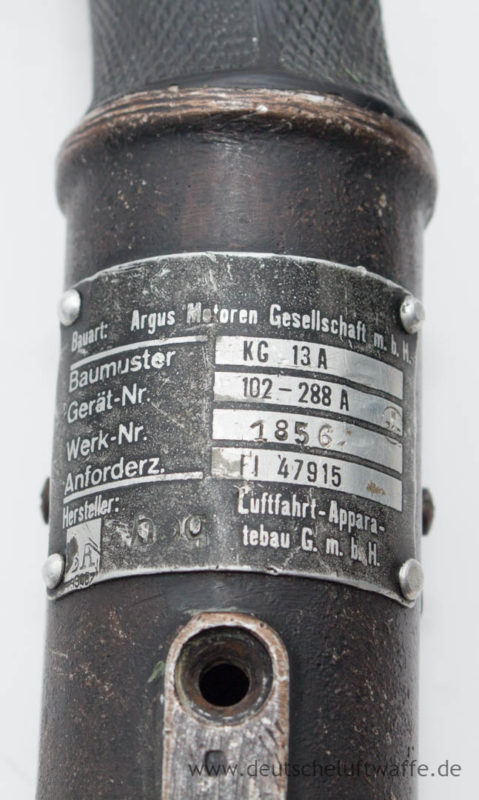 Bauart: Argus Motoren Gesellschaft m. b. H.
Baumuster KG 13 A
Gerät-Nr. 102-288 A
Werk-Nr. 1856
Anforderz. Fl 47915
Hersteller: Luftfahrt-Appara-
tebau G. m. b. H.
www.deutscheluftwaffe.de